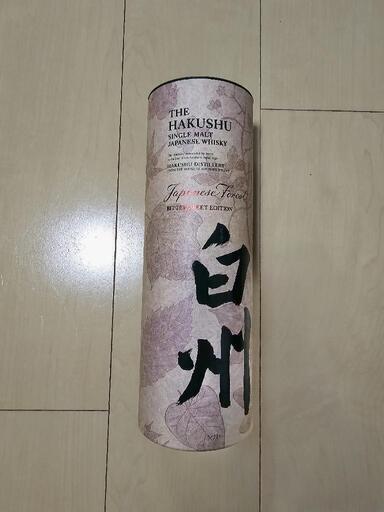 THE
HAKUSHU
SINGLE MALT
JAPANESE WHISKY
HAKUSHU DISTILLERY
Japanese Forest
BITTERSWEET EDITION
白州